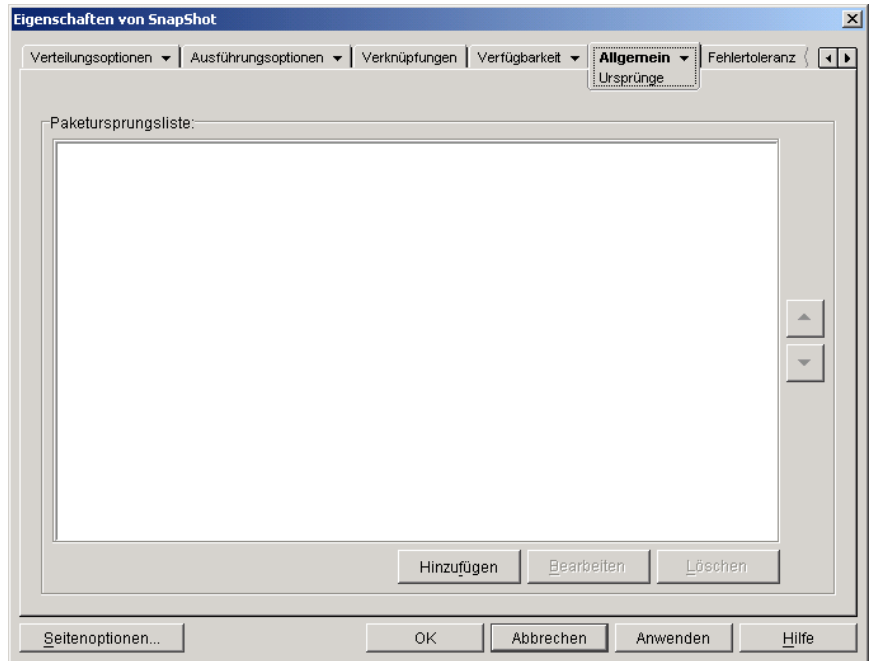 Eigenschaften von SnapShot
Verteilungsoptionen Ausführungsoptionen Verknüpfungen Verfügbarkeit Allgemein Fehlertoleranz
Ursprünge
Paketursprungsliste:
Hinzufügen Bearbeiten Löschen
Seitenoptionen... OK Abbrechen Anwenden Hilfe